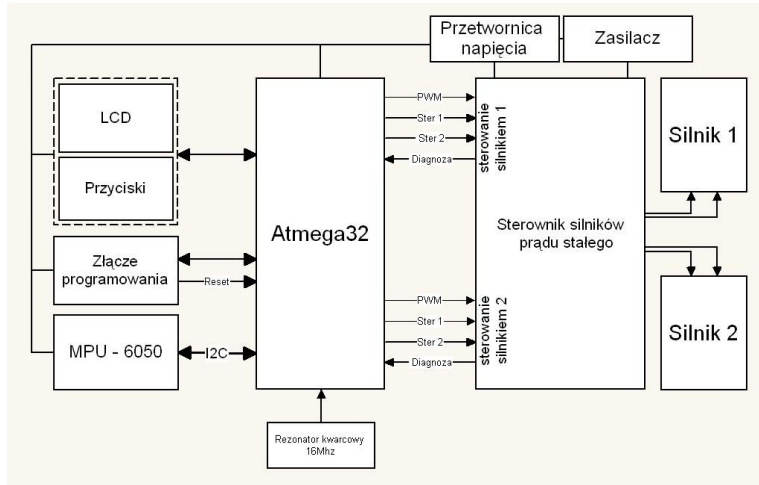 Przetwornica
napięcia
Zasilacz
LCD
Przyciski
Złącze
programowania
Reset
MPU - 6050
I2C
Atmega32
Rezonator kwarcowy
16Mhz
PWM
Ster 1
Ster 2
Diagnoza
sterowanie
silnikiem 1
PWM
Ster 1
Ster 2
Diagnoza
sterowanie
silnikiem 2
Sterownik silników
prądu stałego
Silnik 1
Silnik 2